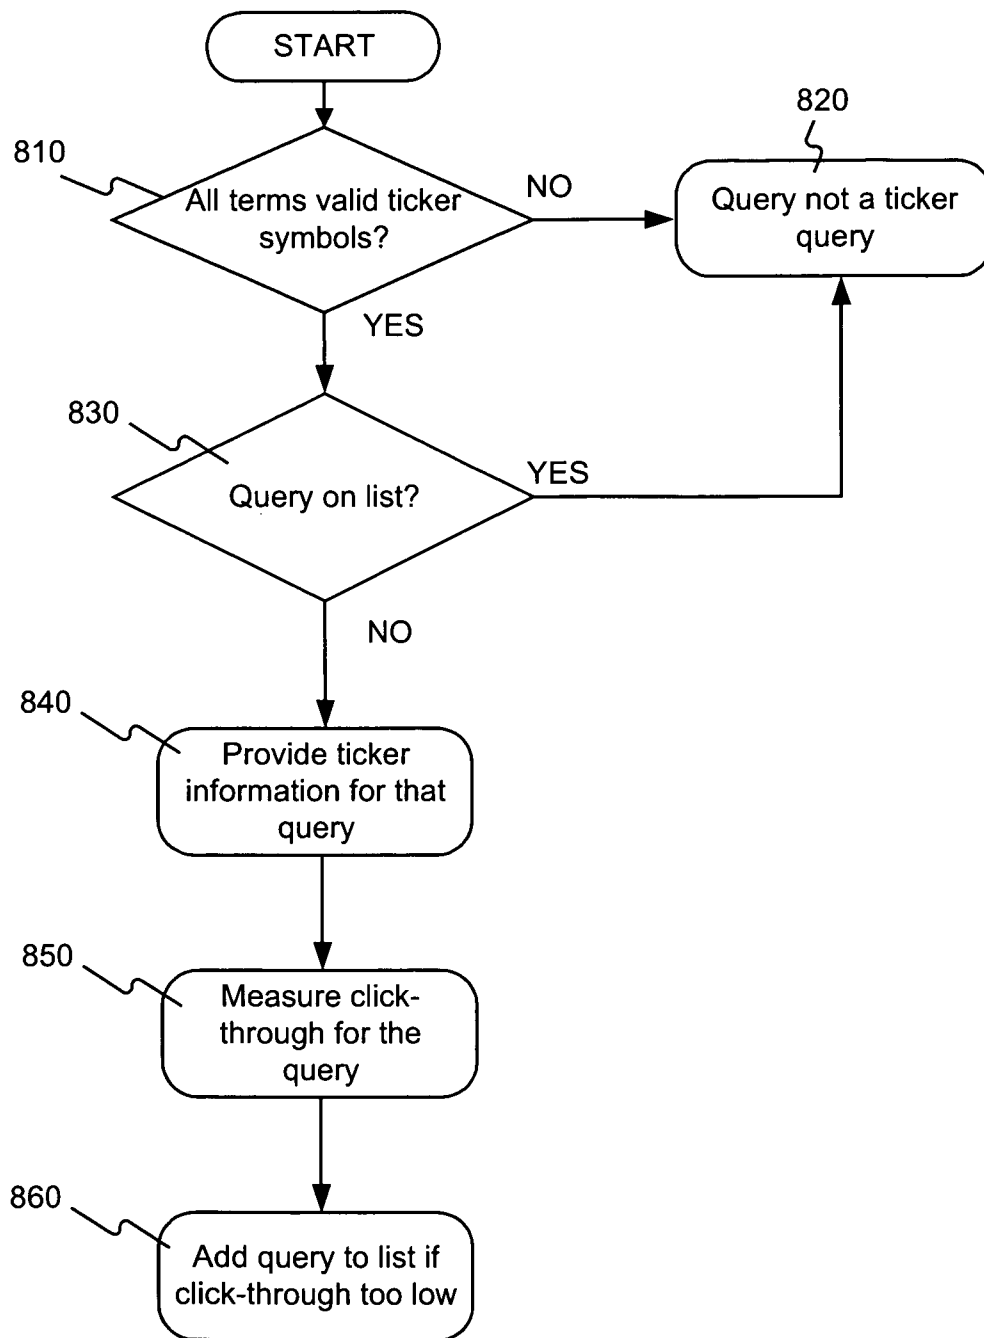 START
820
810
All terms valid ticker
symbols?
NO
Query not a ticker
query
YES
830
Query on list?
YES
NO
840
Provide ticker
information for that
query
850
Measure click-
through for the
query
860
Add query to list if
click-through too low